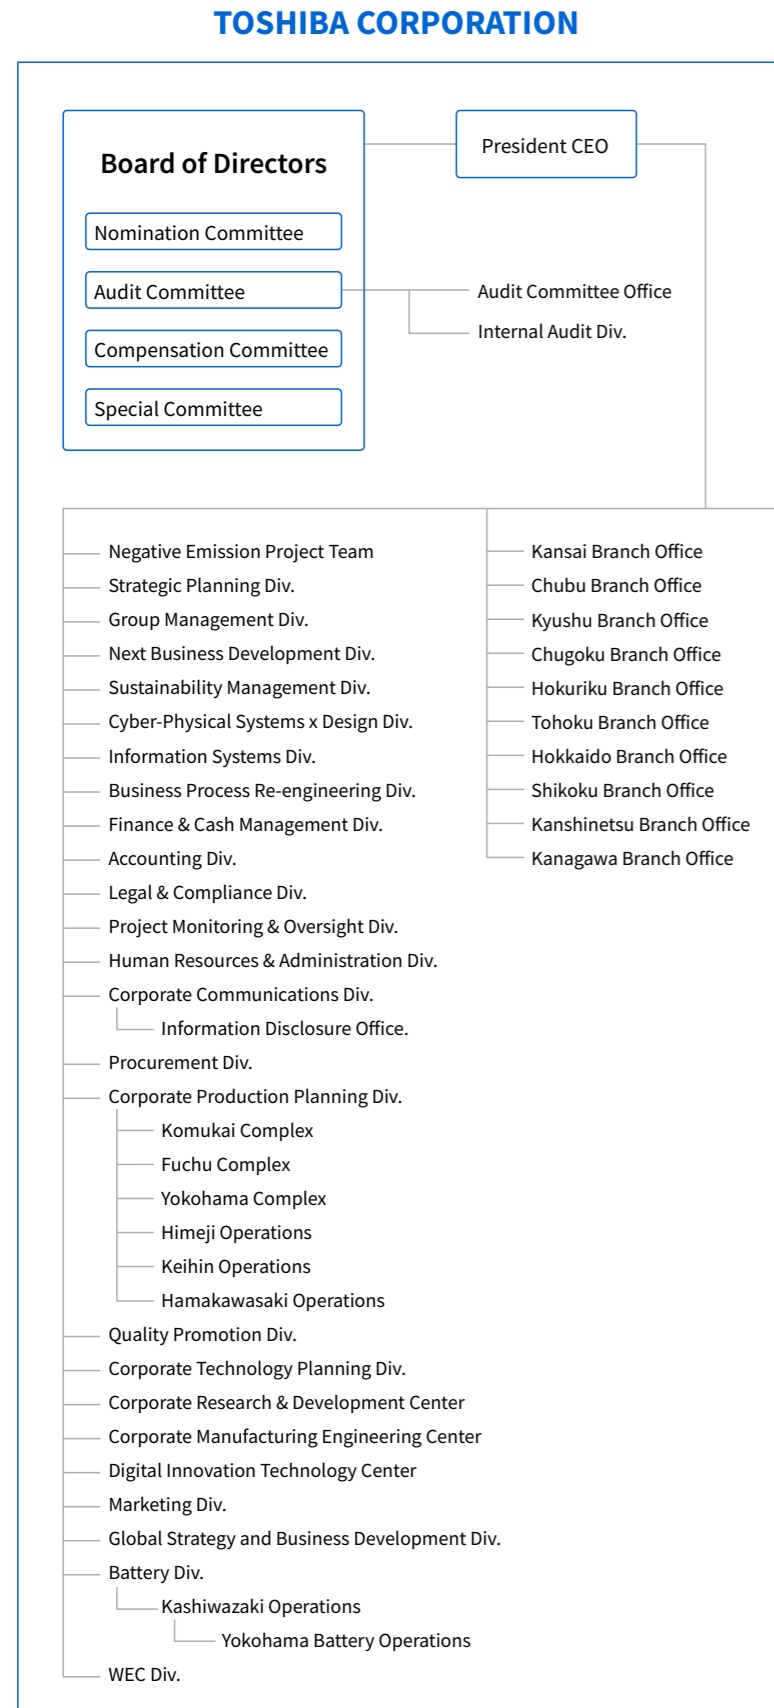 TOSHIBA CORPORATION
Board of Directors
President CEO
Nomination Committee
Audit Committee
Audit Committee Office
Internal Audit Div.
Compensation Committee
Special Committee
Negative Emission Project Team
Strategic Planning Div.
Group Management Div.
Next Business Development Div.
Sustainability Management Div.
Cyber-Physical Systems x Design Div.
Information Systems Div.
Business Process Re-engineering Div.
Finance & Cash Management Div.
Accounting Div.
Legal & Compliance Div.
Project Monitoring & Oversight Div.
Human Resources & Administration Div.
Corporate Communications Div.
Information Disclosure Office.
Procurement Div.
Corporate Production Planning Div.
Komukai Complex
Fuchu Complex
Yokohama Complex
Himeji Operations
Keihin Operations
Hamakawasaki Operations
Quality Promotion Div.
Corporate Technology Planning Div.
Corporate Research & Development Center
Corporate Manufacturing Engineering Center
Digital Innovation Technology Center
Marketing Div.
Global Strategy and Business Development Div.
Battery Div.
Kashiwazaki Operations
Yokohama Battery Operations
WEC Div.
Kansai Branch Office
Chubu Branch Office
Kyushu Branch Office
Chugoku Branch Office
Hokuriku Branch Office
Tohoku Branch Office
Hokkaido Branch Office
Shikoku Branch Office
Kanshinetsu Branch Office
Kanagawa Branch Office